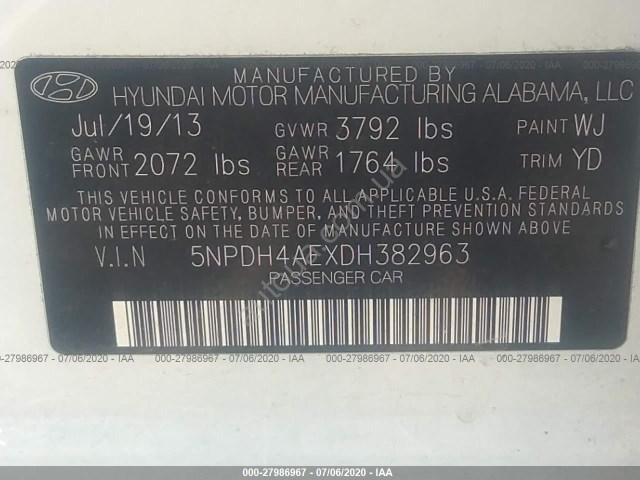 MANUFACTURED BY
HYUNDAI MOTOR MANUFACTURING ALABAMA, LLC
Jul/19/13 GVWR 3792 lbs PAINT WJ
GAWR FRONT 2072 lbs GAWR REAR 1764 lbs TRIM YD
THIS VEHICLE CONFORMS TO ALL APPLICABLE U.S.A. FEDERAL
MOTOR VEHICLE SAFETY, BUMPER, AND THEFT PREVENTION STANDARDS
IN EFFECT ON THE DATE OF MANUFACTURE SHOWN ABOVE.
V.I.N 5NPDH4AEXDH382963
PASSENGER CAR
000-27986967 - 07/06/2020 - IAA